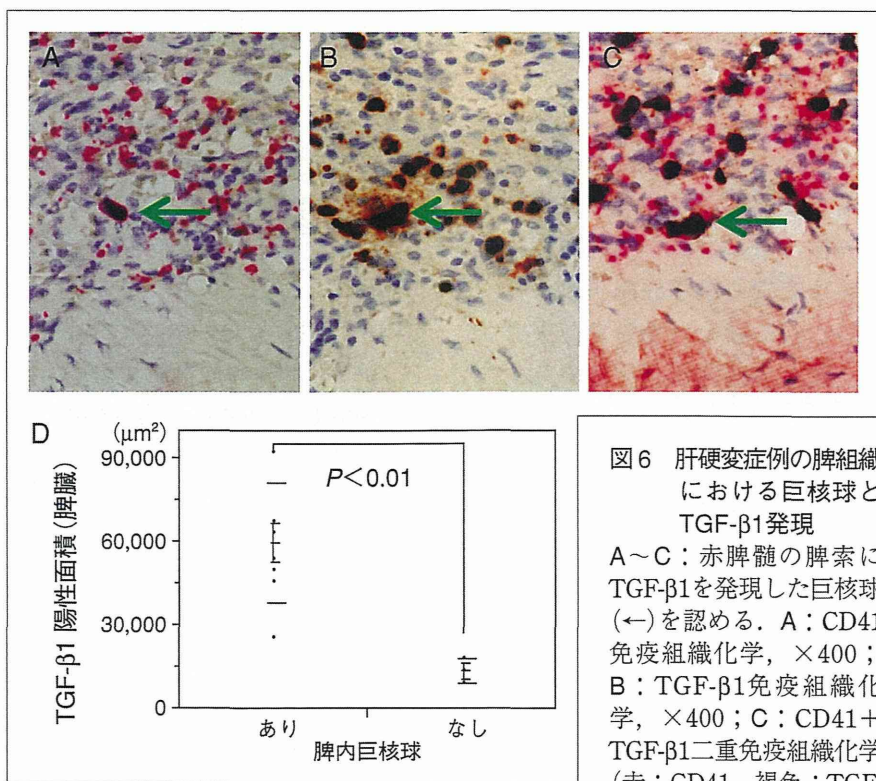 A
B
C
D
(μm²)
90,000
60,000
30,000
0
TGF-β1 陽性面積(脾臓)
P<0.01
あり
なし
脾内巨核球
図6 肝硬変症例の脾組織
における巨核球と
TGF-β1発現
A～C：赤脾髄の脾索に
TGF-β1を発現した巨核球
(←)を認める．A：CD41
免疫組織化学，×400；
B：TGF-β1免疫組織化
学，×400；C：CD41＋
TGF-β1二重免疫組織化学
(赤：CD41，褐色：TGF